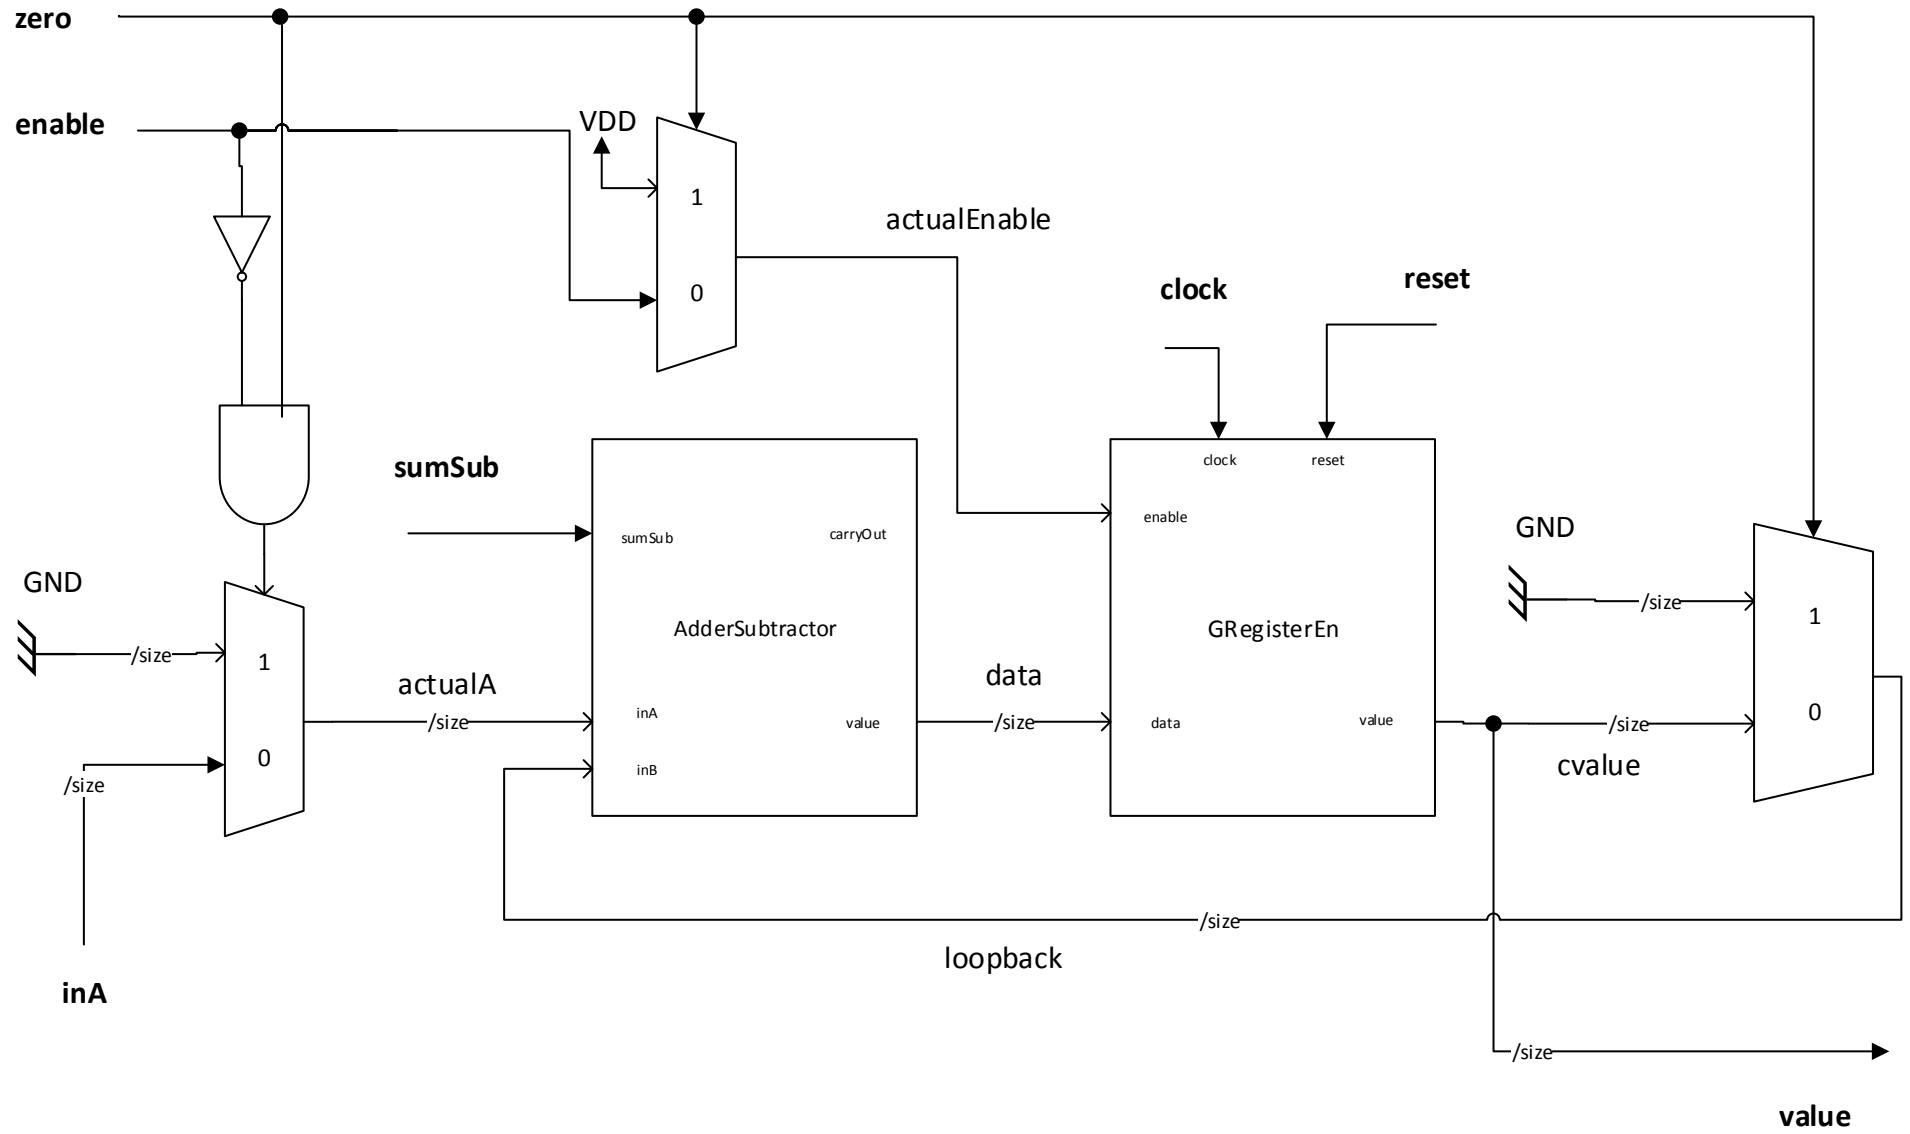 zero
enable
VDD
1
0
actualEnable
clock
reset
sumSub
clock
reset
sumSub
carryOut
enable
GND
GND
/size
1
0
AdderSubtractor
GRegisterEn
/size
1
0
actualA
/size
data
/size
inA
value
inB
data
value
/size
cvalue
/size
/size
loopback
inA
/size
value